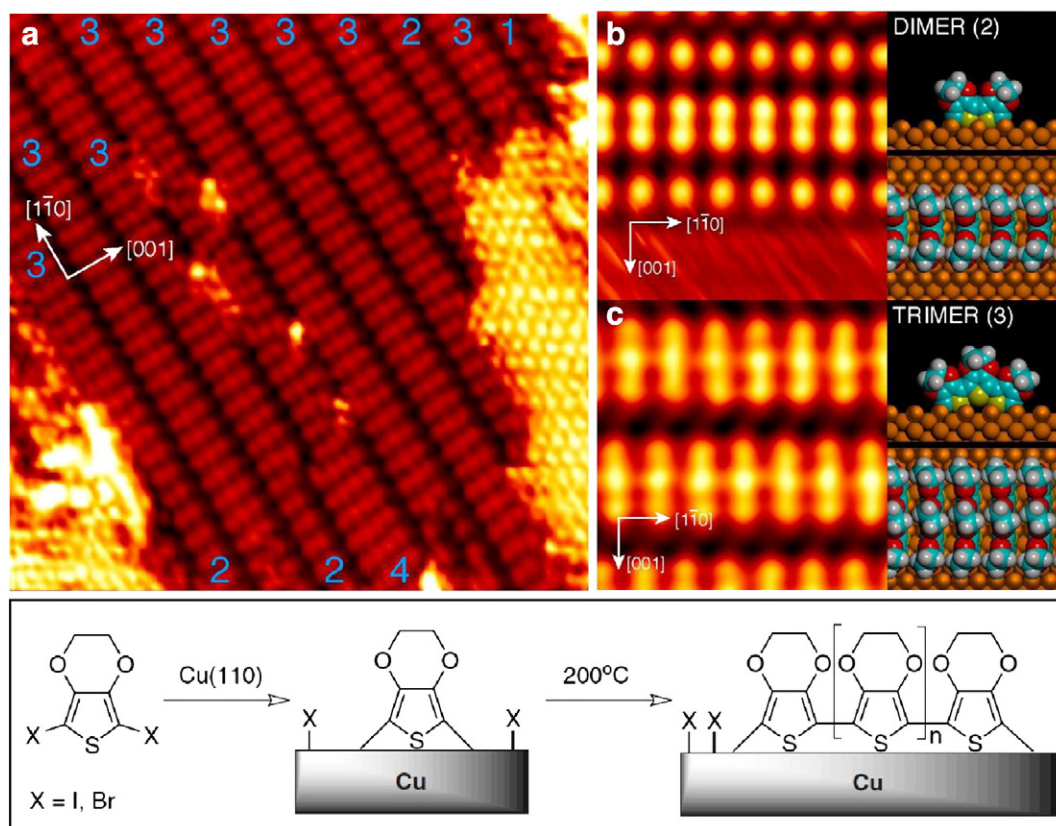 a
3 3 3 3 3 2 3 1
3 3
[11̅0]
[001]
3
2 2 4
b
[11̅0]
[001]
DIMER (2)
c
[11̅0]
[001]
TRIMER (3)
O O
X S X
X = I, Br
Cu(110)
O O
X S X
Cu
200°C
O O O O O O
X X S S n S
Cu